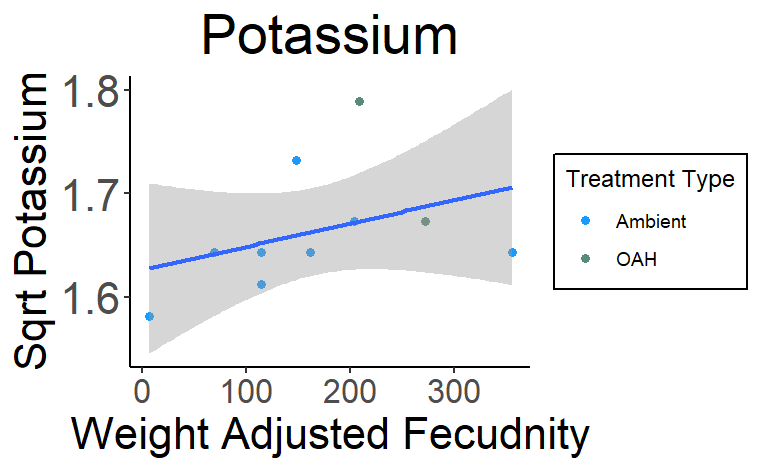 Potassium
Sqrt Potassium
1.8
1.7
1.6
0 100 200 300
Weight Adjusted Fecudnity
Treatment Type
Ambient
OAH